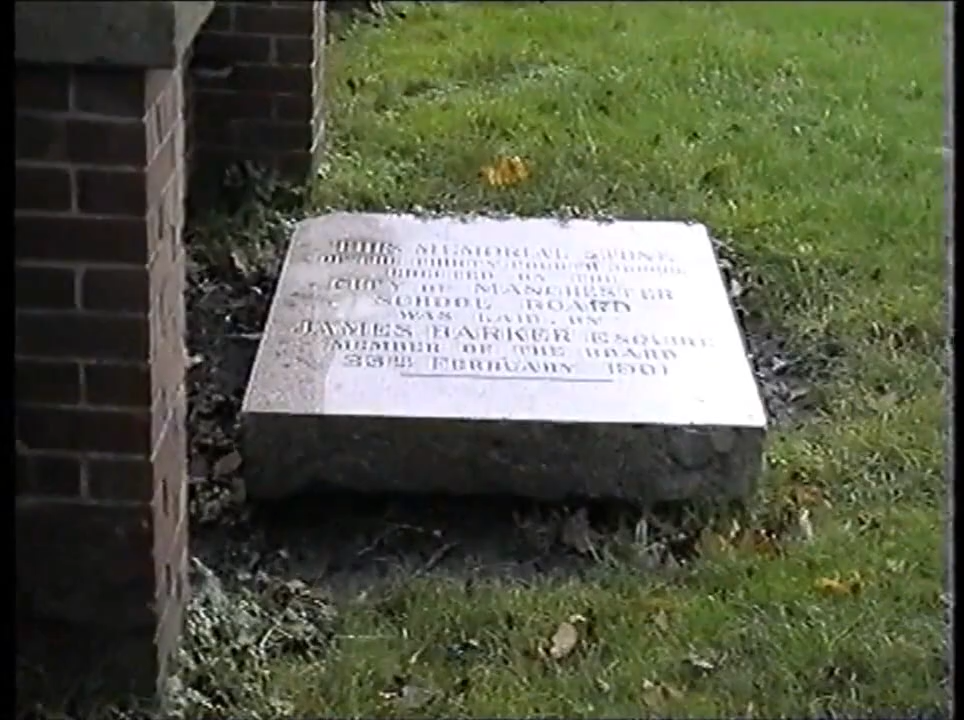 THIS MEMORIAL STONE
OF THE
ERECTED BY THE
CITY OF MANCHESTER
SCHOOL BOARD
WAS LAID BY
JAMES BARKER ESQUIRE
MEMBER OF THE BOARD
FEBRUARY 1901